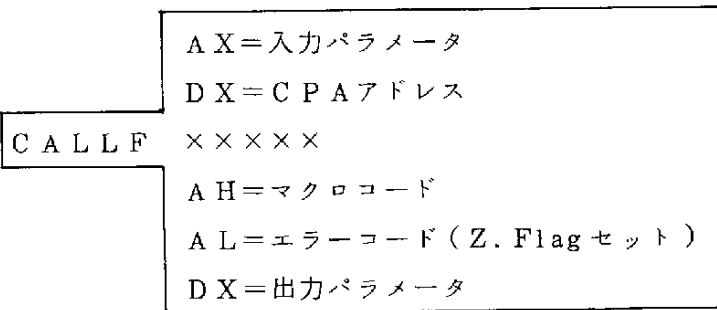 AX=入力パラメータ
DX=CPAアドレス
CALLF ×××××
AH=マクロコード
AL=エラーコード(Z.Flagセット)
DX=出力パラメータ